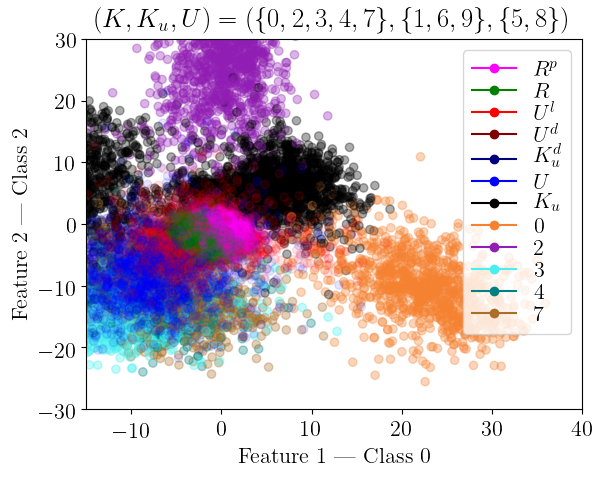 (K, K_u, U) = ({0, 2, 3, 4, 7}, {1, 6, 9}, {5, 8})
30
20
10
0
−10
−20
−30
Feature 2 — Class 2
−10
0
10
20
30
40
Feature 1 — Class 0
R^p
R
U^l
U^d
K_u^d
U
K_u
0
2
3
4
7